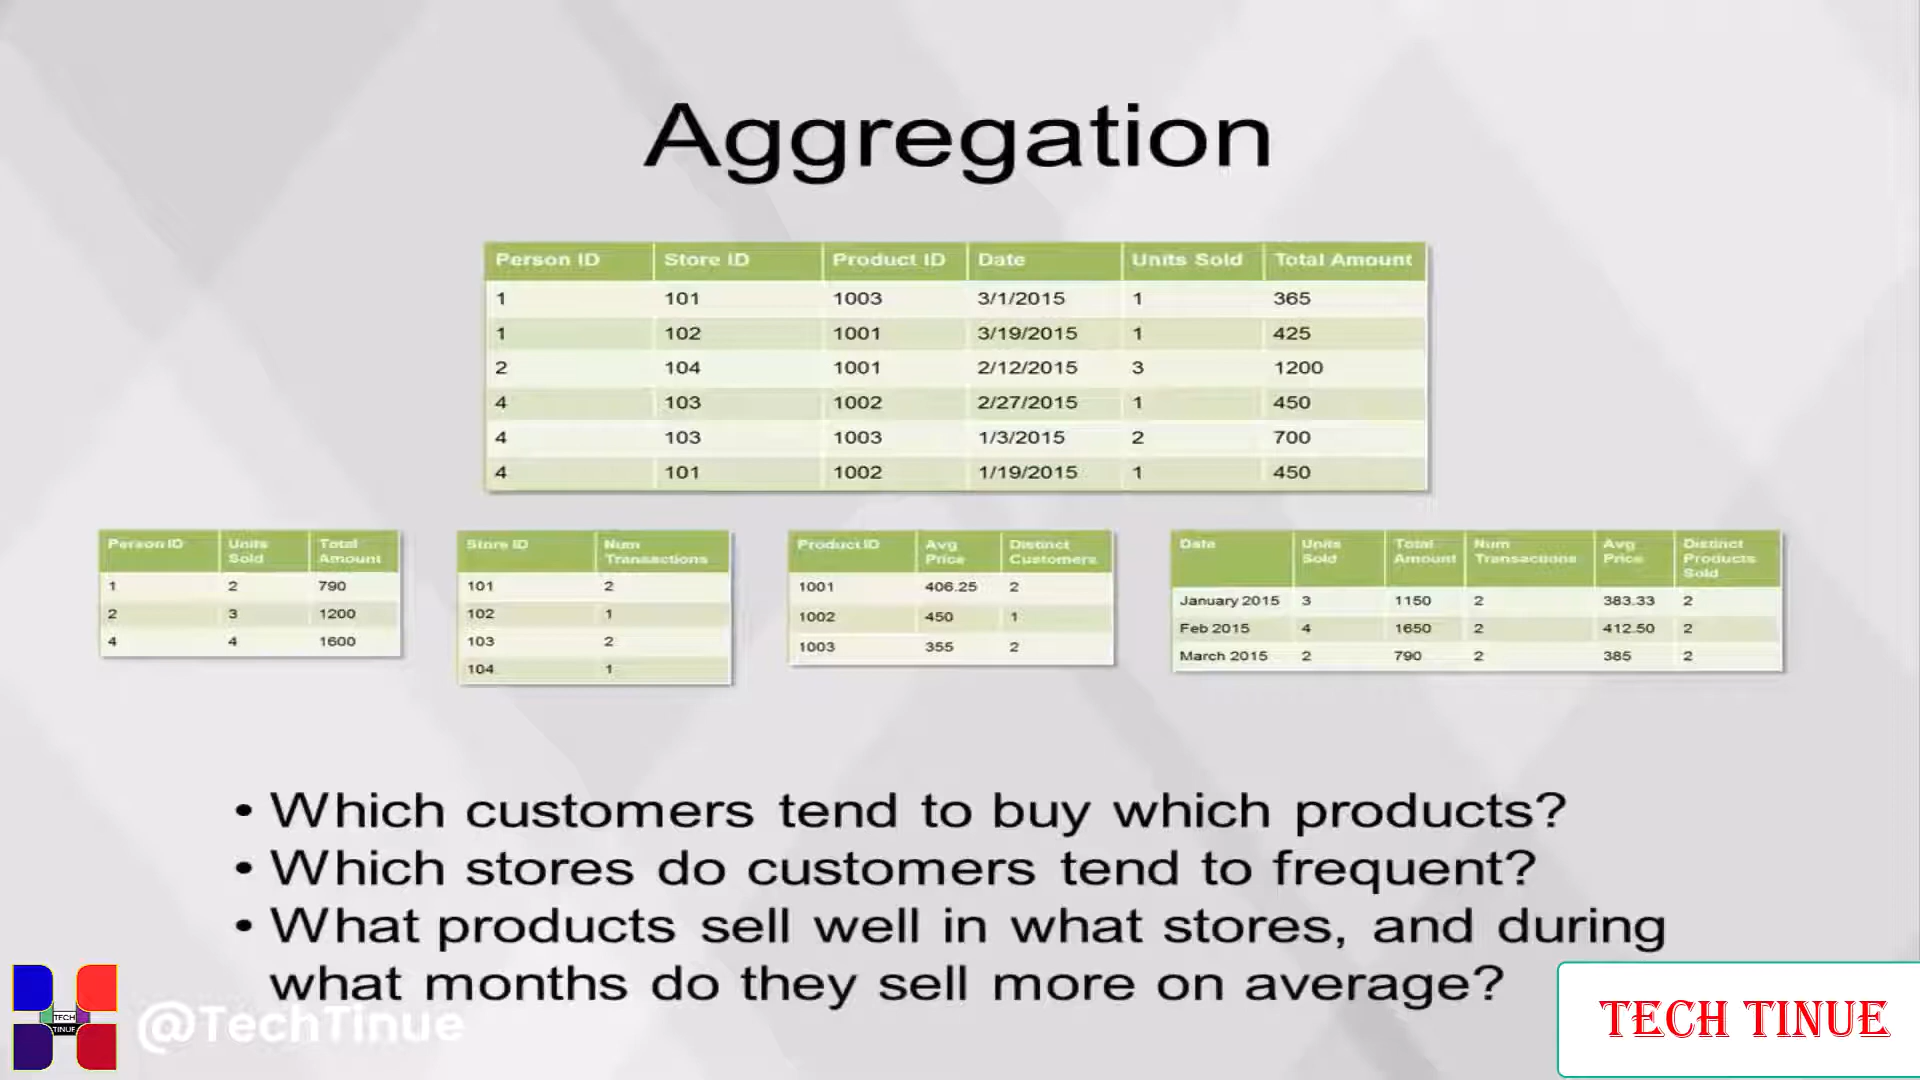 Aggregation
Person ID Store ID Product ID Date Units Sold Total Amount
1 101 1003 3/1/2015 1 365
1 102 1001 3/19/2015 1 425
2 104 1001 2/12/2015 3 1200
4 103 1002 2/27/2015 1 450
4 103 1003 1/3/2015 2 700
4 101 1002 1/19/2015 1 450
Person ID Units Sold Total Amount
1 2 790
2 3 1200
4 4 1600
Store ID Num Transactions
101 2
102 1
103 2
104 1
Product ID Avg Price Distinct Customers
1001 406.25 2
1002 450 1
1003 355 2
Date Units Sold Total Amount Num Transactions Avg Price Distinct Products Sold
January 2015 3 1150 2 383.33 2
Feb 2015 4 1650 2 412.50 2
March 2015 2 790 2 385 2
• Which customers tend to buy which products?
• Which stores do customers tend to frequent?
• What products sell well in what stores, and during
what months do they sell more on average?
TECH
TINUE
@TechTinue
TECH TINUE